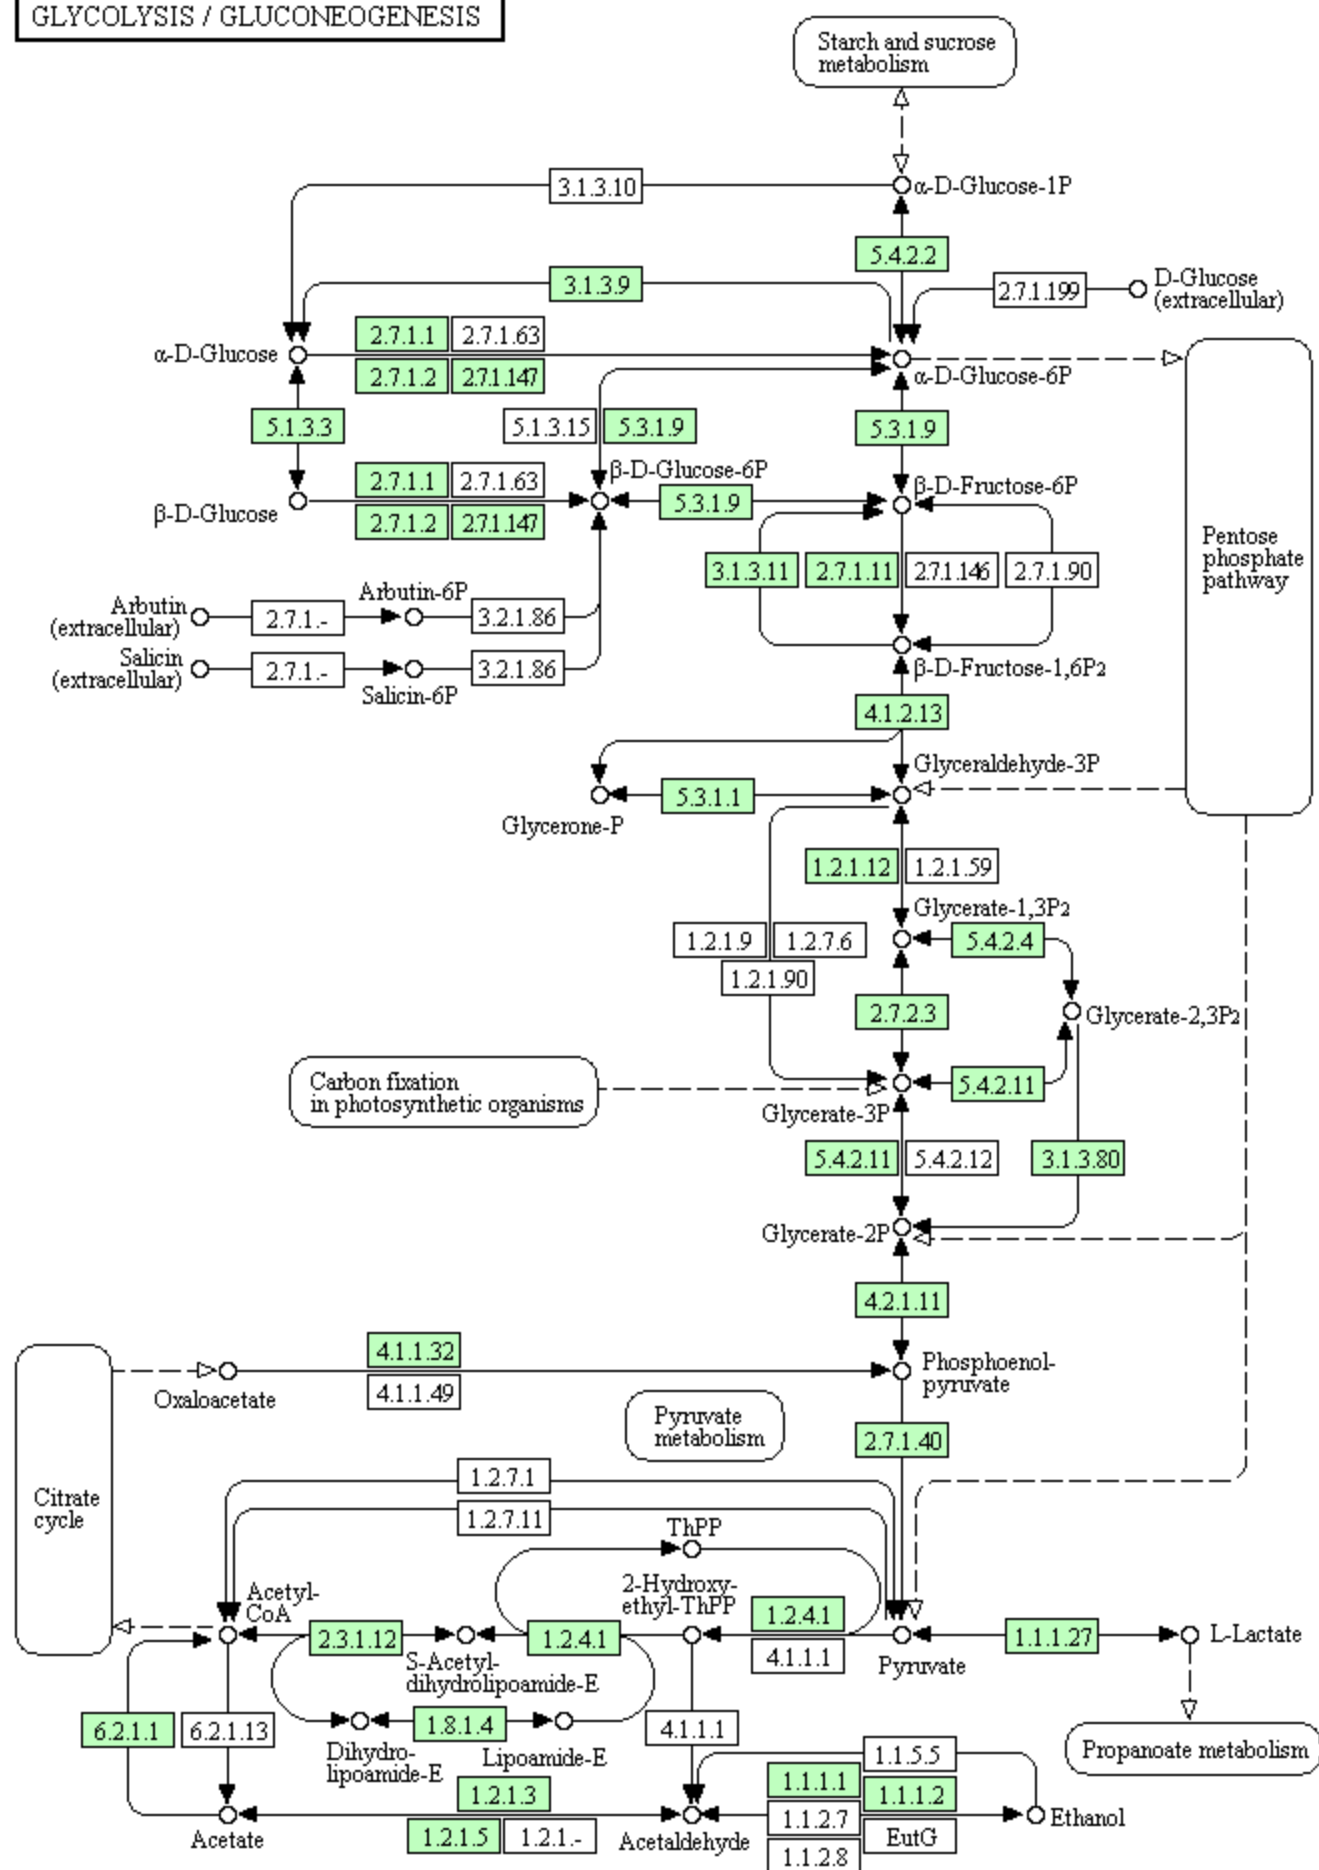 GLYCOLYSIS / GLUCONEOGENESIS
Starch and sucrose
metabolism
3.1.3.10
α-D-Glucose-1P
5.4.2.2
3.1.3.9
2.7.1.199
D-Glucose
(extracellular)
2.7.1.1
2.7.1.63
α-D-Glucose
2.7.1.2
2.7.1.147
α-D-Glucose-6P
5.1.3.3
5.1.3.15
5.3.1.9
5.3.1.9
2.7.1.1
2.7.1.63
β-D-Glucose-6P
β-D-Fructose-6P
β-D-Glucose
5.3.1.9
2.7.1.2
2.7.1.147
Pentose
phosphate
pathway
3.1.3.11
2.7.1.11
2.7.1.146
2.7.1.90
Arbutin
(extracellular)
2.7.1.-
Arbutin-6P
3.2.1.86
Salicin
(extracellular)
2.7.1.-
Salicin-6P
3.2.1.86
β-D-Fructose-1,6P2
4.1.2.13
Glyceraldehyde-3P
5.3.1.1
Glycerone-P
1.2.1.12
1.2.1.59
Glycerate-1,3P2
1.2.1.9
1.2.7.6
5.4.2.4
1.2.1.90
2.7.2.3
Glycerate-2,3P2
Carbon fixation
in photosynthetic organisms
5.4.2.11
Glycerate-3P
5.4.2.11
5.4.2.12
3.1.3.80
Glycerate-2P
4.2.1.11
4.1.1.32
Oxaloacetate
4.1.1.49
Phosphoenol-
pyruvate
Pyruvate
metabolism
2.7.1.40
Citrate
cycle
1.2.7.1
1.2.7.11
ThPP
Acetyl-
CoA
2-Hydroxy-
ethyl-ThPP
1.2.4.1
2.3.1.12
1.2.4.1
1.1.1.27
L-Lactate
S-Acetyl-
dihydrolipoamide-E
4.1.1.1
Pyruvate
6.2.1.1
6.2.1.13
1.8.1.4
4.1.1.1
Dihydro-
lipoamide-E
Lipoamide-E
Propanoate metabolism
1.1.5.5
1.2.1.3
1.1.1.1
1.1.1.2
Acetate
1.2.1.5
1.2.1.-
Acetaldehyde
1.1.2.7
EutG
Ethanol
1.1.2.8